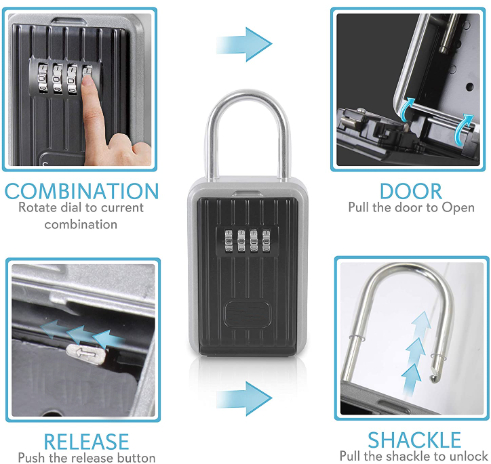 COMBINATION
Rotate dial to current
combination
DOOR
Pull the door to Open
RELEASE
Push the release button
SHACKLE
Pull the shackle to unlock